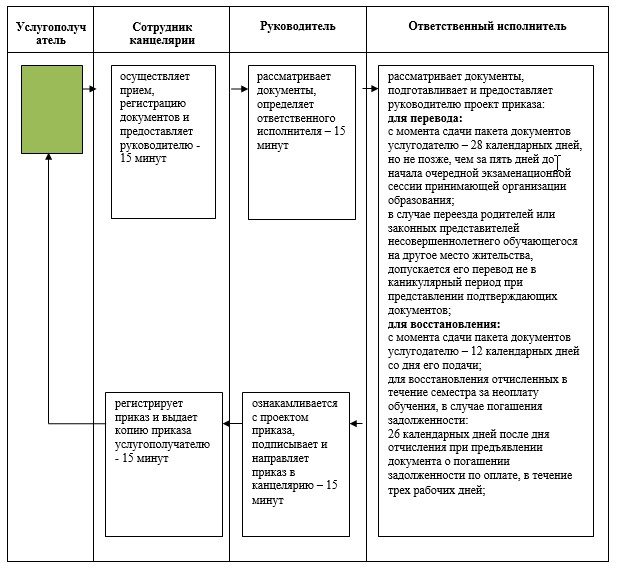 Услугополуч
атель
Сотрудник
канцелярии
Руководитель
Ответственный исполнитель
осуществляет
прием,
регистрацию
документов и
предоставляет
руководителю -
15 минут
рассматривает
документы,
определяет
ответственного
исполнителя – 15
минут
рассматривает документы,
подготавливает и предоставляет
руководителю проект приказа:
для перевода:
с момента сдачи пакета документов
услугодателю – 28 календарных дней,
но не позже, чем за пять дней до
начала очередной экзаменационной
сессии принимающей организации
образования;
в случае переезда родителей или
законных представителей
несовершеннолетнего обучающегося
на другое место жительства,
допускается его перевод не в
каникулярный период при
представлении подтверждающих
документов;
для восстановления:
с момента сдачи пакета документов
услугодателю – 12 календарных дней
со дня его подачи;
для восстановления отчисленных в
течение семестра за неоплату
обучения, в случае погашения
задолженности:
26 календарных дней после дня
отчисления при предъявлении
документа о погашении
задолженности по оплате, в течение
трех рабочих дней;
ознакамливается
с проектом
приказа,
подписывает и
направляет
приказ в
канцелярию – 15
минут
регистрирует
приказ и выдает
копию приказа
услугополучателю
- 15 минут